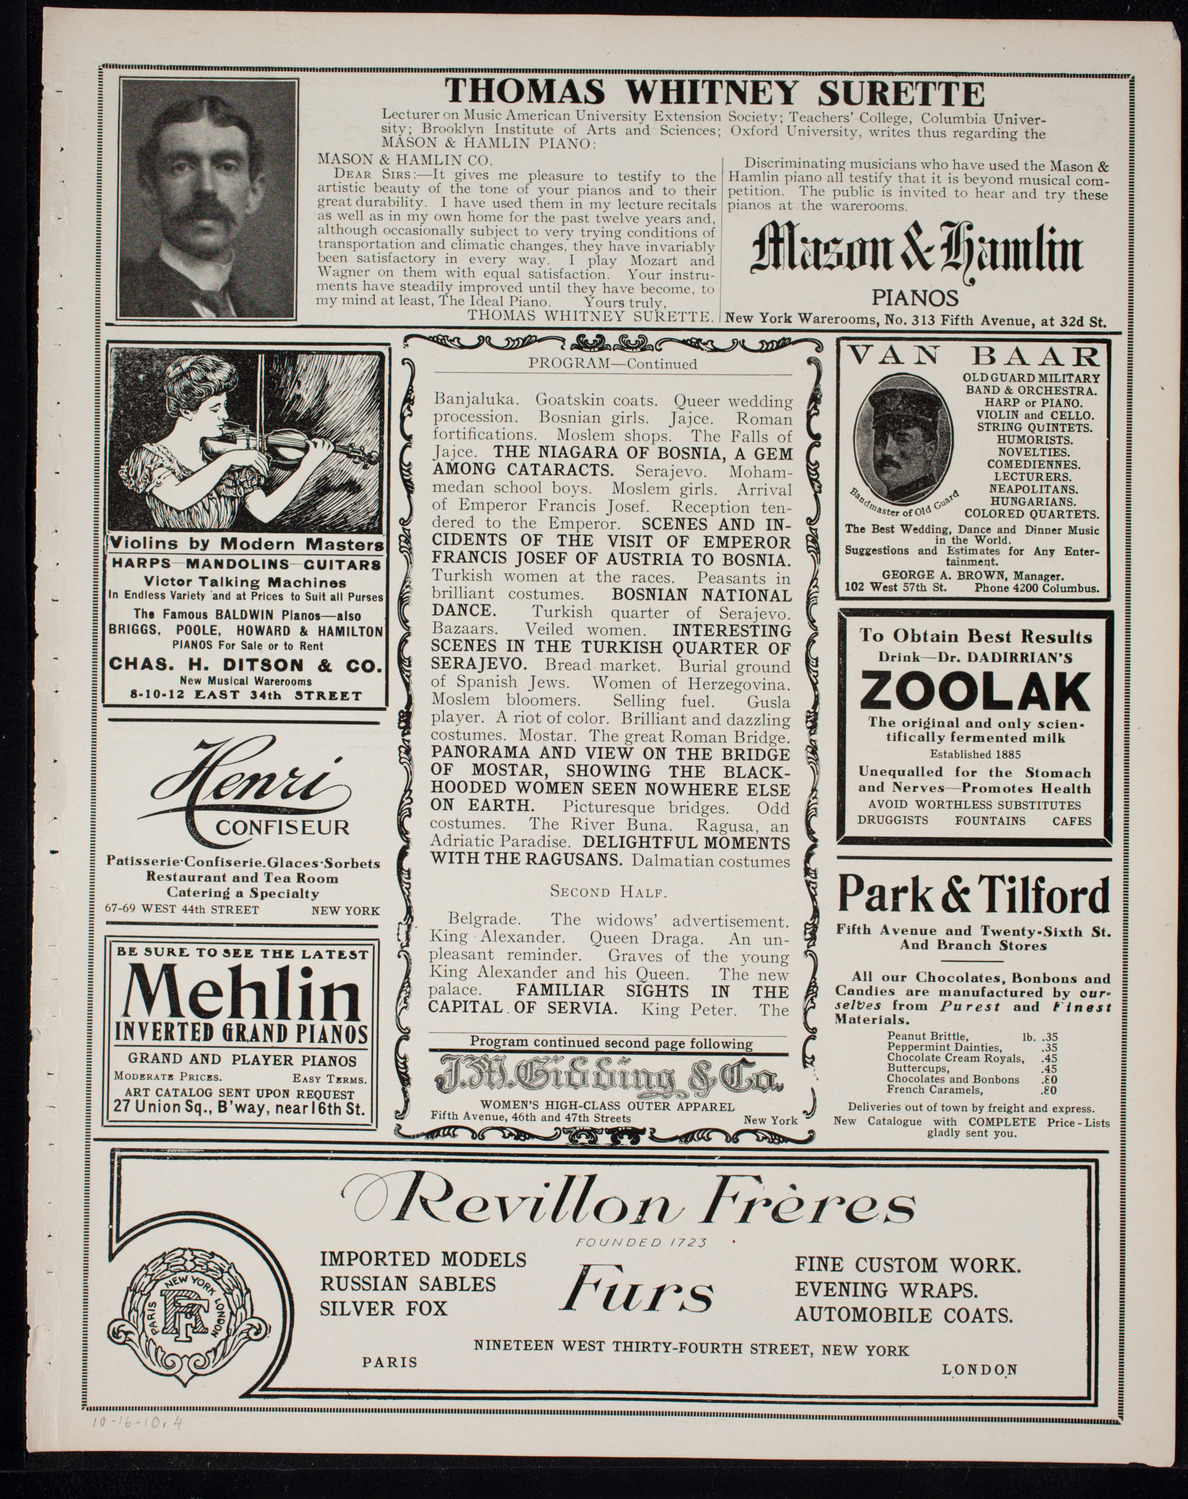 THOMAS WHITNEY SURETTE
Lecturer on Music American University Extension Society; Teachers' College, Columbia Univer-
sity; Brooklyn Institute of Arts and Sciences; Oxford University, writes thus regarding the
MASON & HAMLIN PIANO:
MASON & HAMLIN CO.
DEAR SIRS:—It gives me pleasure to testify to the
artistic beauty of the tone of your pianos and to their
great durability. I have used them in my lecture recitals
as well as in my own home for the past twelve years and,
although occasionally subject to very trying conditions of
transportation and climatic changes, they have invariably
been satisfactory in every way. I play Mozart and
Wagner on them with equal satisfaction. Your instru-
ments have steadily improved until they have become, to
my mind at least, The Ideal Piano. Yours truly,
THOMAS WHITNEY SURETTE.
Discriminating musicians who have used the Mason &
Hamlin piano all testify that it is beyond musical com-
petition. The public is invited to hear and try these
pianos at the warerooms.
Mason & Hamlin
PIANOS
New York Warerooms, No. 313 Fifth Avenue, at 32d St.
Violins by Modern Masters
HARPS—MANDOLINS—GUITARS
Victor Talking Machines
In Endless Variety and at Prices to Suit all Purses
The Famous BALDWIN Pianos—also
BRIGGS, POOLE, HOWARD & HAMILTON
PIANOS For Sale or to Rent
CHAS. H. DITSON & CO.
New Musical Warerooms
8-10-12 EAST 34th STREET
Henri
CONFISEUR
Patisserie-Confiserie.Glaces-Sorbets
Restaurant and Tea Room
Catering a Specialty
67-69 WEST 44th STREET NEW YORK
BE SURE TO SEE THE LATEST
Mehlin
INVERTED GRAND PIANOS
GRAND AND PLAYER PIANOS
MODERATE PRICES. EASY TERMS.
ART CATALOG SENT UPON REQUEST
27 Union Sq., B'way, near 16th St.
PROGRAM—Continued
Banjaluka. Goatskin coats. Queer wedding
procession. Bosnian girls. Jajce. Roman
fortifications. Moslem shops. The Falls of
Jajce. THE NIAGARA OF BOSNIA, A GEM
AMONG CATARACTS. Serajevo. Moham-
medan school boys. Moslem girls. Arrival
of Emperor Francis Josef. Reception ten-
dered to the Emperor. SCENES AND IN-
CIDENTS OF THE VISIT OF EMPEROR
FRANCIS JOSEF OF AUSTRIA TO BOSNIA.
Turkish women at the races. Peasants in
brilliant costumes. BOSNIAN NATIONAL
DANCE. Turkish quarter of Serajevo.
Bazaars. Veiled women. INTERESTING
SCENES IN THE TURKISH QUARTER OF
SERAJEVO. Bread market. Burial ground
of Spanish Jews. Women of Herzegovina.
Moslem bloomers. Selling fuel. Gusla
player. A riot of color. Brilliant and dazzling
costumes. Mostar. The great Roman Bridge.
PANORAMA AND VIEW ON THE BRIDGE
OF MOSTAR, SHOWING THE BLACK-
HOODED WOMEN SEEN NOWHERE ELSE
ON EARTH. Picturesque bridges. Odd
costumes. The River Buna. Ragusa, an
Adriatic Paradise. DELIGHTFUL MOMENTS
WITH THE RAGUSANS. Dalmatian costumes
SECOND HALF.
Belgrade. The widows' advertisement.
King Alexander. Queen Draga. An un-
pleasant reminder. Graves of the young
King Alexander and his Queen. The new
palace. FAMILIAR SIGHTS IN THE
CAPITAL OF SERVIA. King Peter. The
Program continued second page following
J.M. Gidding & Co.
WOMEN'S HIGH-CLASS OUTER APPAREL
Fifth Avenue, 46th and 47th Streets New York
VAN BAAR
Bandmaster of Old Guard
OLD GUARD MILITARY
BAND & ORCHESTRA.
HARP or PIANO.
VIOLIN and CELLO.
STRING QUINTETS.
HUMORISTS.
NOVELTIES.
COMEDIENNES.
LECTURERS.
NEAPOLITANS.
HUNGARIANS.
COLORED QUARTETS.
The Best Wedding, Dance and Dinner Music
in the World.
Suggestions and Estimates for Any Enter-
tainment.
GEORGE A. BROWN, Manager.
102 West 57th St. Phone 4200 Columbus.
To Obtain Best Results
Drink—Dr. DADIRRIAN'S
ZOOLAK
The original and only scien-
tifically fermented milk
Established 1885
Unequalled for the Stomach
and Nerves—Promotes Health
AVOID WORTHLESS SUBSTITUTES
DRUGGISTS FOUNTAINS CAFES
Park & Tilford
Fifth Avenue and Twenty-Sixth St.
And Branch Stores
All our Chocolates, Bonbons and
Candies are manufactured by our-
selves from Purest and Finest
Materials.
Peanut Brittle, lb. .35
Peppermint Dainties, .35
Chocolate Cream Royals, .45
Buttercups, .45
Chocolates and Bonbons .80
French Caramels, .80
Deliveries out of town by freight and express.
New Catalogue with COMPLETE Price-Lists
gladly sent you.
Revillon Frères
FOUNDED 1723
Furs
IMPORTED MODELS
RUSSIAN SABLES
SILVER FOX
FINE CUSTOM WORK.
EVENING WRAPS.
AUTOMOBILE COATS.
NINETEEN WEST THIRTY-FOURTH STREET, NEW YORK
PARIS LONDON
PARIS NEW YORK LONDON
RF
10-16-10, 4